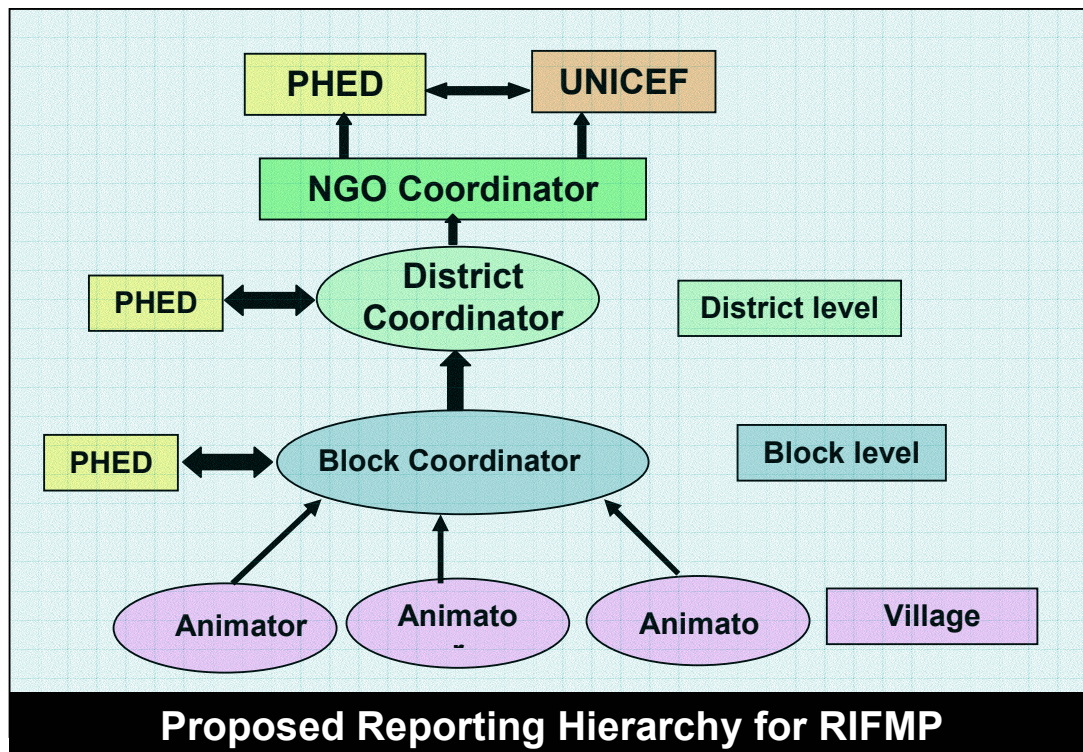 PHED
UNICEF
NGO Coordinator
District
Coordinator
PHED
District level
PHED
Block Coordinator
Block level
Animator
Animato
r
Animato
Village
Proposed Reporting Hierarchy for RIFMP